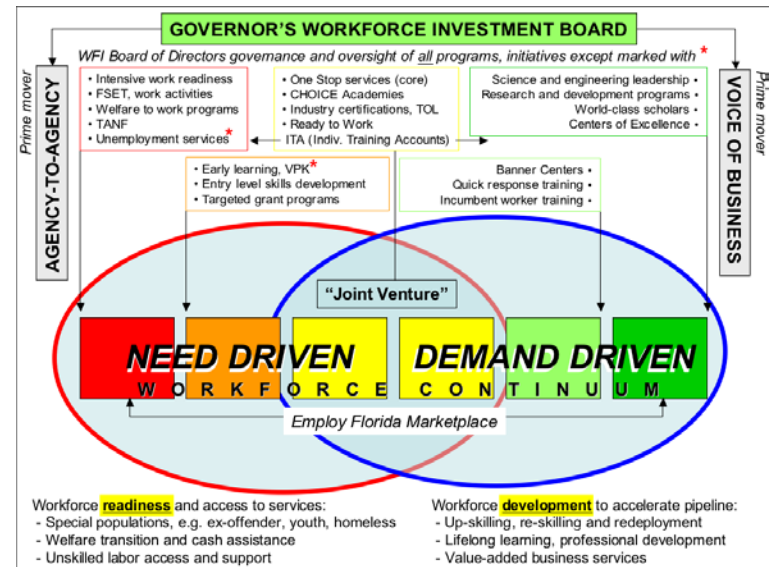 GOVERNOR'S WORKFORCE INVESTMENT BOARD
WFI Board of Directors governance and oversight of all programs, initiatives except marked with *
Prime mover
AGENCY-TO-AGENCY
• Intensive work readiness
• FSET, work activities
• Welfare to work programs
• TANF
• Unemployment services*
• One Stop services (core)
• CHOICE Academies
• Industry certifications, TOL
• Ready to Work
ITA (Indiv. Training Accounts)
Science and engineering leadership •
Research and development programs •
World-class scholars •
Centers of Excellence •
Prime mover
VOICE OF BUSINESS
• Early learning, VPK*
• Entry level skills development
• Targeted grant programs
Banner Centers •
Quick response training •
Incumbent worker training •
"Joint Venture"
NEED DRIVEN DEMAND DRIVEN
WORKFORCE CONTINUUM
Employ Florida Marketplace
Workforce readiness and access to services:
- Special populations, e.g. ex-offender, youth, homeless
- Welfare transition and cash assistance
- Unskilled labor access and support
Workforce development to accelerate pipeline:
- Up-skilling, re-skilling and redeployment
- Lifelong learning, professional development
- Value-added business services